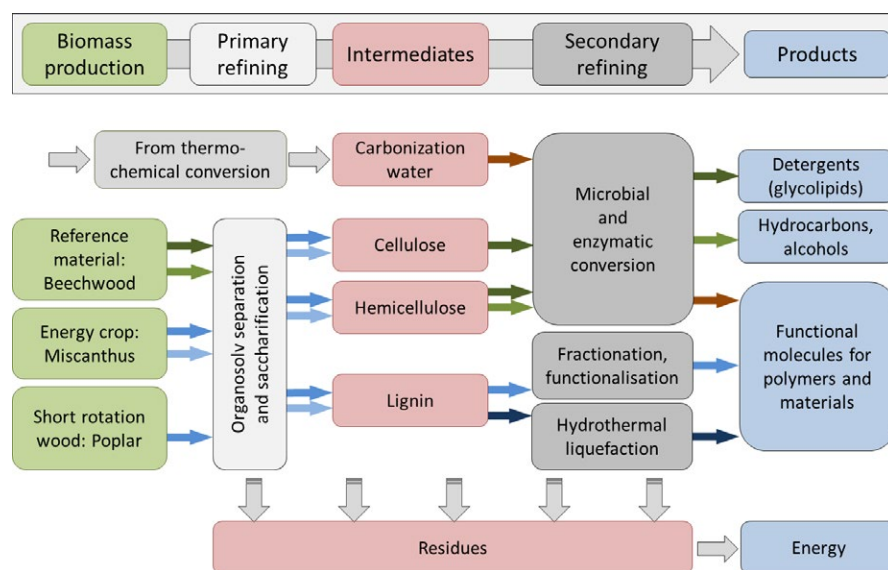 Biomass
production
Primary
refining
Intermediates
Secondary
refining
Products
From thermo-
chemical conversion
Carbonization
water
Microbial
and
enzymatic
conversion
Detergents
(glycolipids)
Hydrocarbons,
alcohols
Reference
material:
Beechwood
Organosolv separation
and saccharification
Cellulose
Hemicellulose
Energy crop:
Miscanthus
Fractionation,
functionalisation
Functional
molecules for
polymers and
materials
Short rotation
wood: Poplar
Lignin
Hydrothermal
liquefaction
Residues
Energy